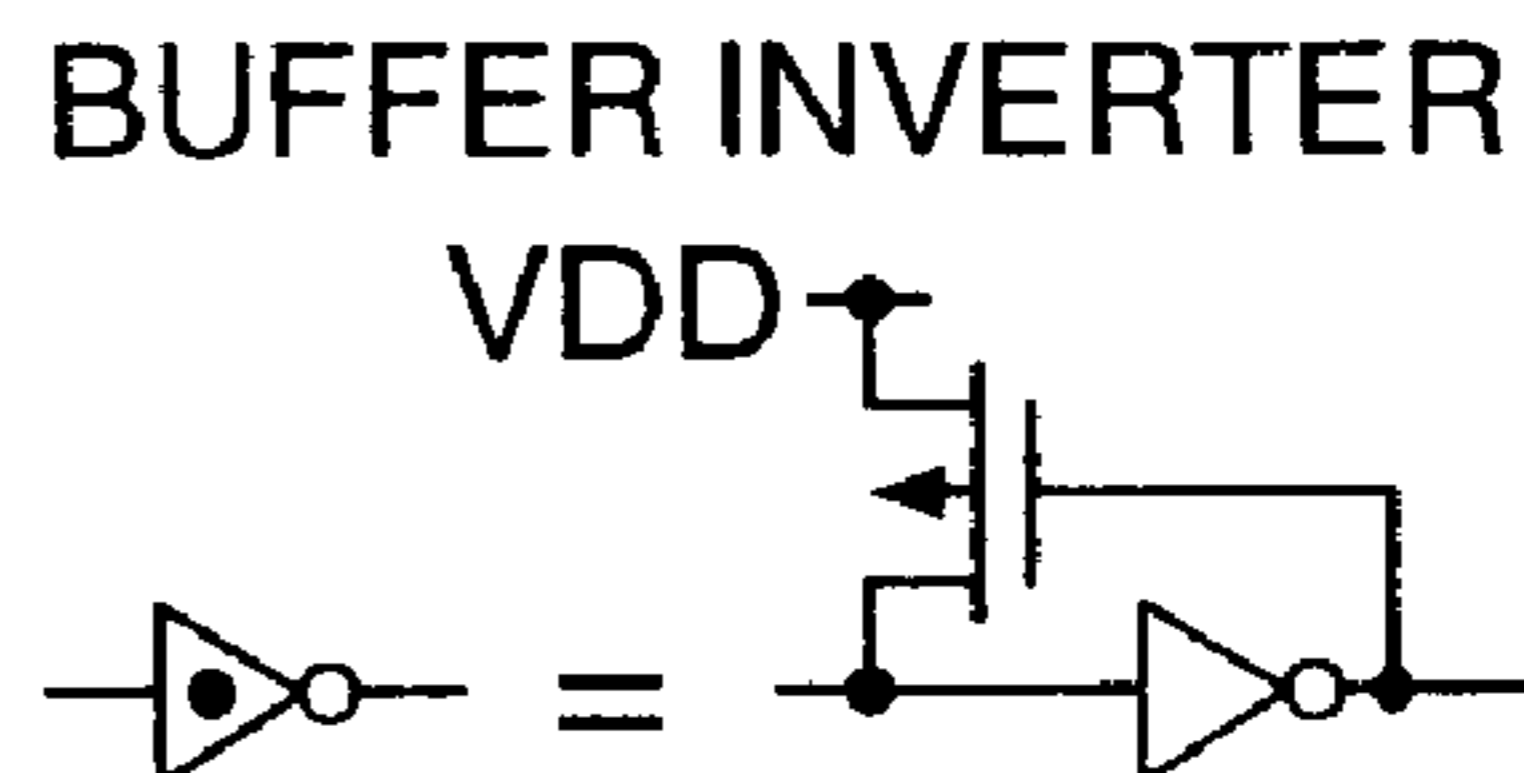 BUFFER INVERTER
VDD
=